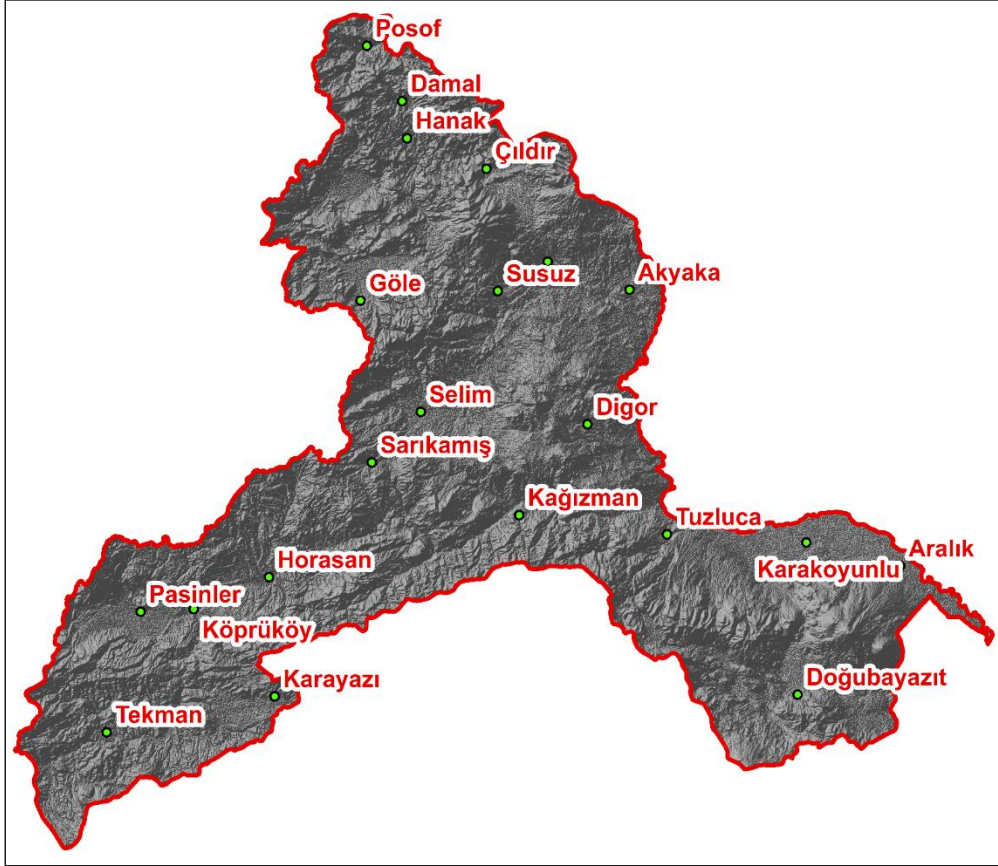 Posof
Damal
Hanak
Çıldır
Susuz
Akyaka
Göle
Selim
Digor
Sarıkamış
Kağızman
Tuzluca
Aralık
Karakoyunlu
Horasan
Pasinler
Köprüköy
Karayazı
Doğubayazıt
Tekman